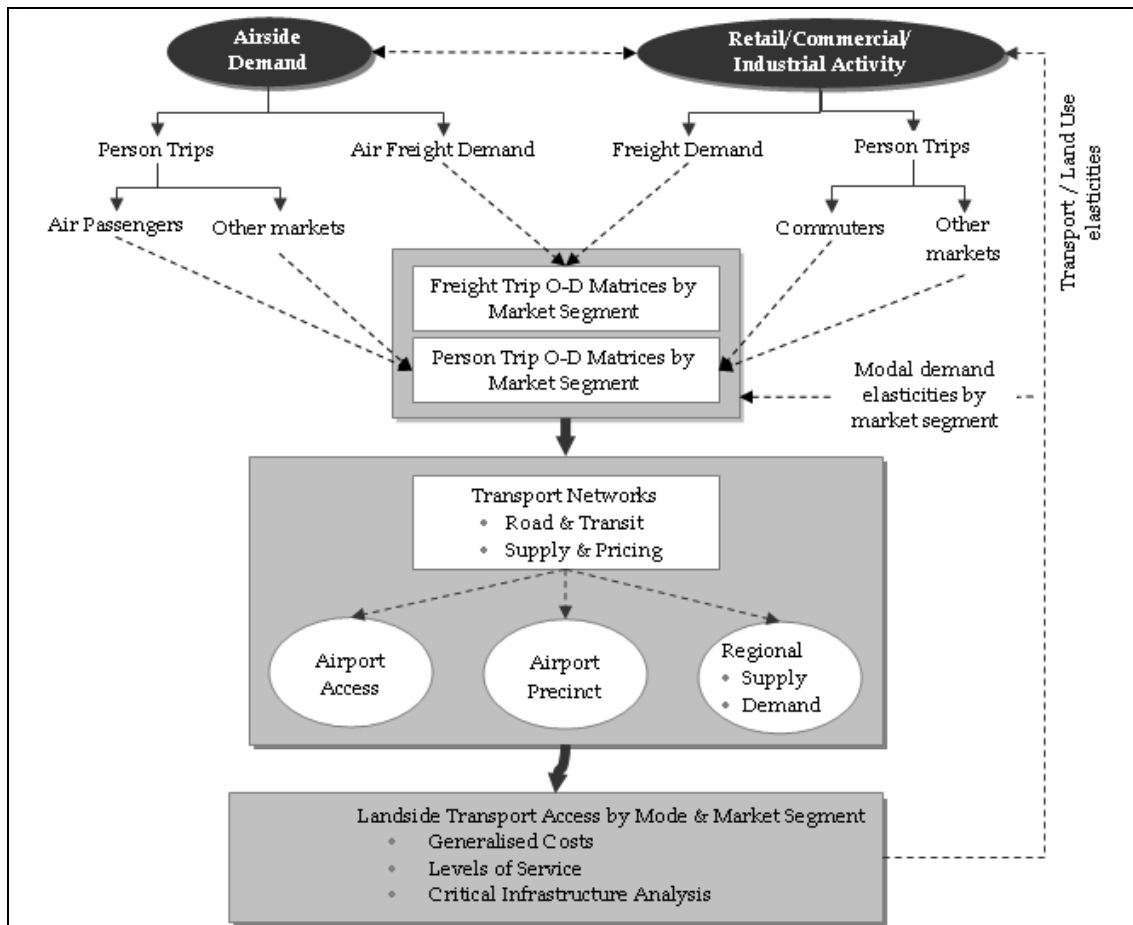 Airside
Demand
Retail/Commercial/
Industrial Activity
Person Trips
Air Freight Demand
Freight Demand
Person Trips
Air Passengers
Other markets
Commuters
Other
markets
Transport / Land Use
elasticities
Freight Trip O-D Matrices by
Market Segment
Person Trip O-D Matrices by
Market Segment
Modal demand
elasticities by
market segment
Transport Networks
• Road & Transit
• Supply & Pricing
Airport
Access
Airport
Precinct
Regional
• Supply
• Demand
Landside Transport Access by Mode & Market Segment
• Generalised Costs
• Levels of Service
• Critical Infrastructure Analysis